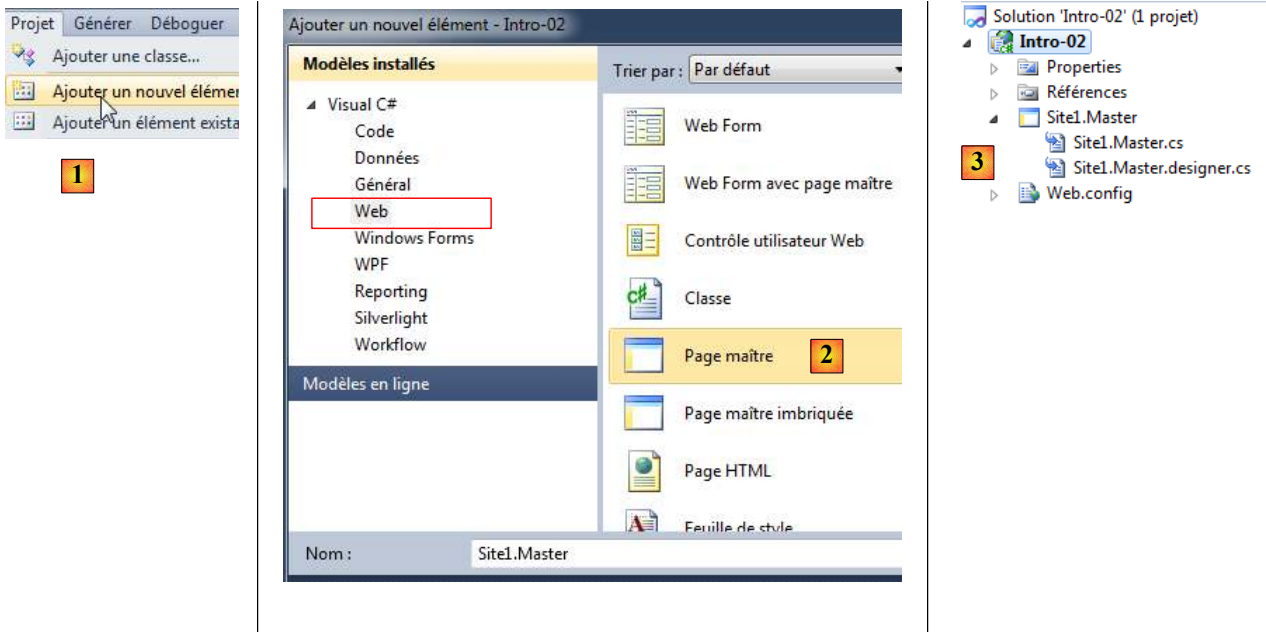 Projet Générer Déboguer
Ajouter une classe...
Ajouter un nouvel élémen
Ajouter un élément exista
1
Ajouter un nouvel élément - Intro-02
Modèles installés
Visual C#
Code
Données
Général
Web
Windows Forms
WPF
Reporting
Silverlight
Workflow
Modèles en ligne
Trier par : Par défaut
Web Form
Web Form avec page maître
Contrôle utilisateur Web
C#
Classe
Page maître 2
Page maître imbriquée
Page HTML
A
Feuille de style
Nom : Site1.Master
Solution 'Intro-02' (1 projet)
Intro-02
Properties
Références
Site1.Master
Site1.Master.cs
3
Site1.Master.designer.cs
Web.config